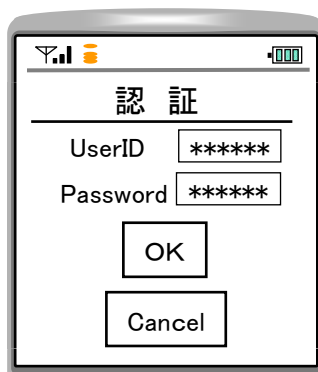 認 証
UserID ******
Password ******
OK
Cancel